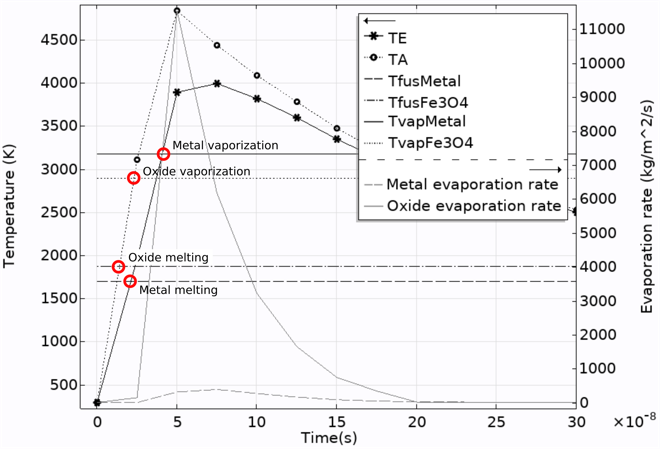 4500
4000
3500
3000
2500
2000
1500
1000
500
Temperature (K)
0
5
10
15
20
25
30
×10⁻⁸
Time(s)
11000
10000
9000
8000
7000
6000
5000
4000
3000
2000
1000
0
Evaporation rate (kg/m^2/s)
TE
TA
TfusMetal
TfusFe3O4
TvapMetal
TvapFe3O4
Metal evaporation rate
Oxide evaporation rate
Metal vaporization
Oxide vaporization
Oxide melting
Metal melting